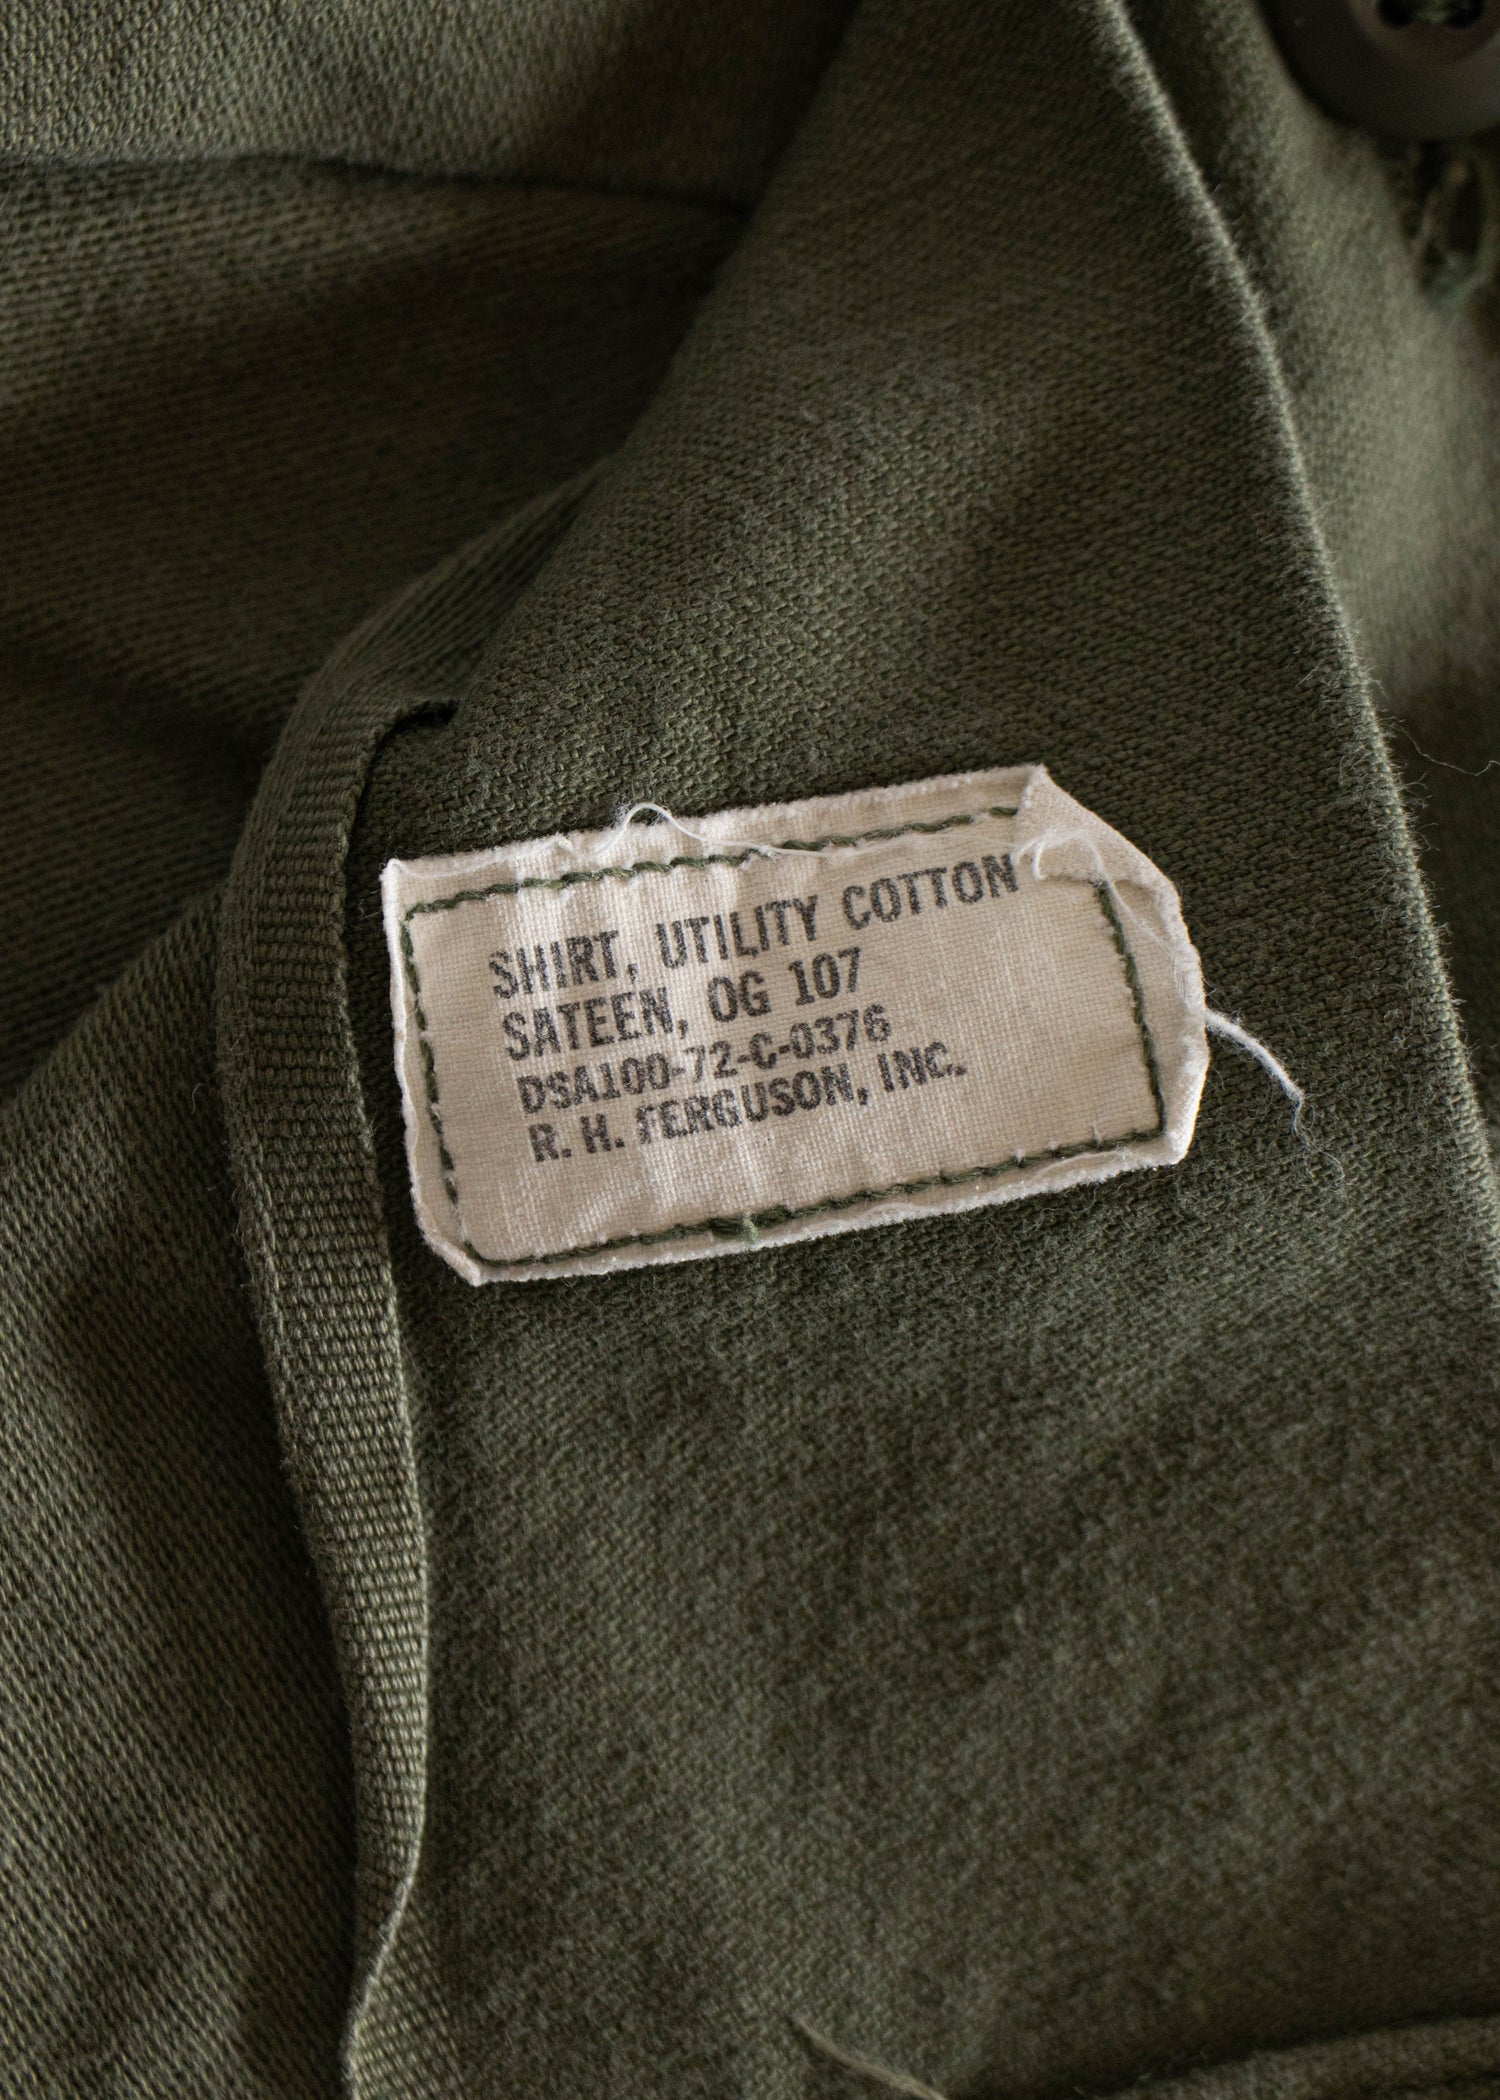 SHIRT, UTILITY COTTON
SATEEN, OG 107
DSA100-72-C-0376
R. H. FERGUSON, INC.